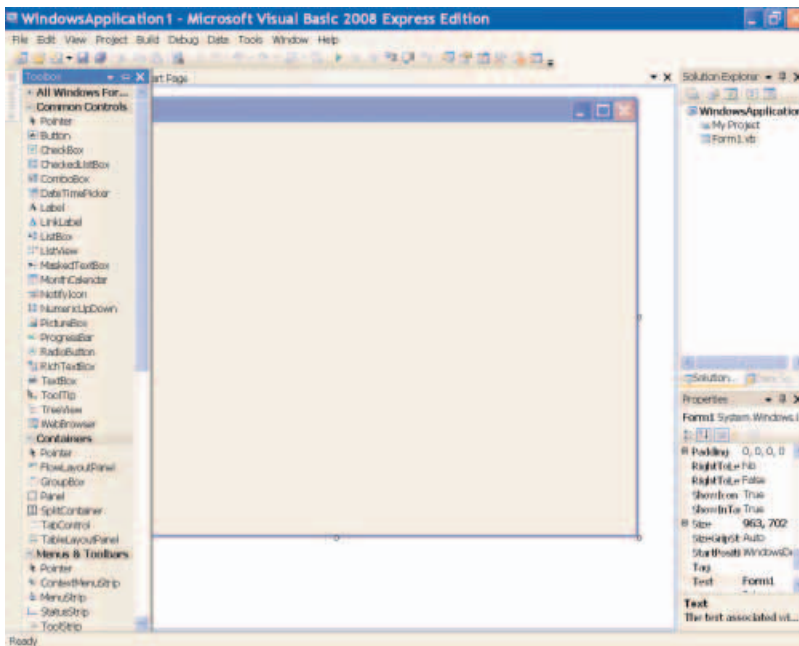 WindowsApplication1 - Microsoft Visual Basic 2008 Express Edition
File Edit View Project Build Debug Data Tools Window Help
Toolbox
art Page
Solution Explorer
All Windows For...
Common Controls
Pointer
Button
CheckBox
CheckedListBox
ComboBox
DateTimePicker
Label
LinkLabel
ListBox
ListView
MaskedTextBox
MonthCalendar
NotifyIcon
NumericUpDown
PictureBox
ProgressBar
RadioButton
RichTextBox
TextBox
ToolTip
TreeView
WebBrowser
Containers
Pointer
FlowLayoutPanel
GroupBox
Panel
SplitContainer
TabControl
TableLayoutPanel
Menus & Toolbars
Pointer
ContextMenuStrip
MenuStrip
StatusStrip
ToolStrip
WindowsApplication
My Project
Form1.vb
Solution...
Properties
Form1 System.Windows.
Padding 0, 0, 0, 0
RightToLe No
RightToLe False
ShowIcon True
ShowInTa True
Size 963, 702
SizeGripSt Auto
StartPositi WindowsDe
Tag
Text Form1
Text
The text associated wit...
Ready